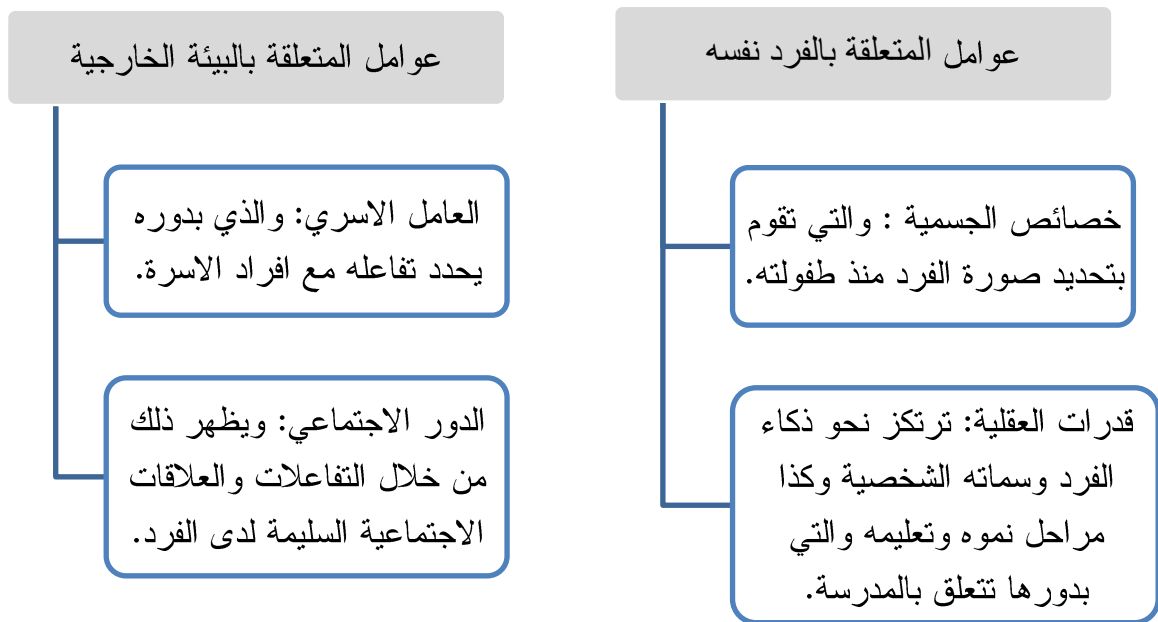 عوامل المتعلقة بالفرد نفسه
خصائص الجسمية : والتي تقوم
بتحديد صورة الفرد منذ طفولته.
قدرات العقلية: ترتكز نحو ذكاء
الفرد وسماته الشخصية وكذا
مراحل نموه وتعليمه والتي
بدورها تتعلق بالمدرسة.
عوامل المتعلقة بالبيئة الخارجية
العامل الاسري: والذي بدوره
يحدد تفاعله مع افراد الاسرة.
الدور الاجتماعي: ويظهر ذلك
من خلال التفاعلات والعلاقات
الاجتماعية السليمة لدى الفرد.